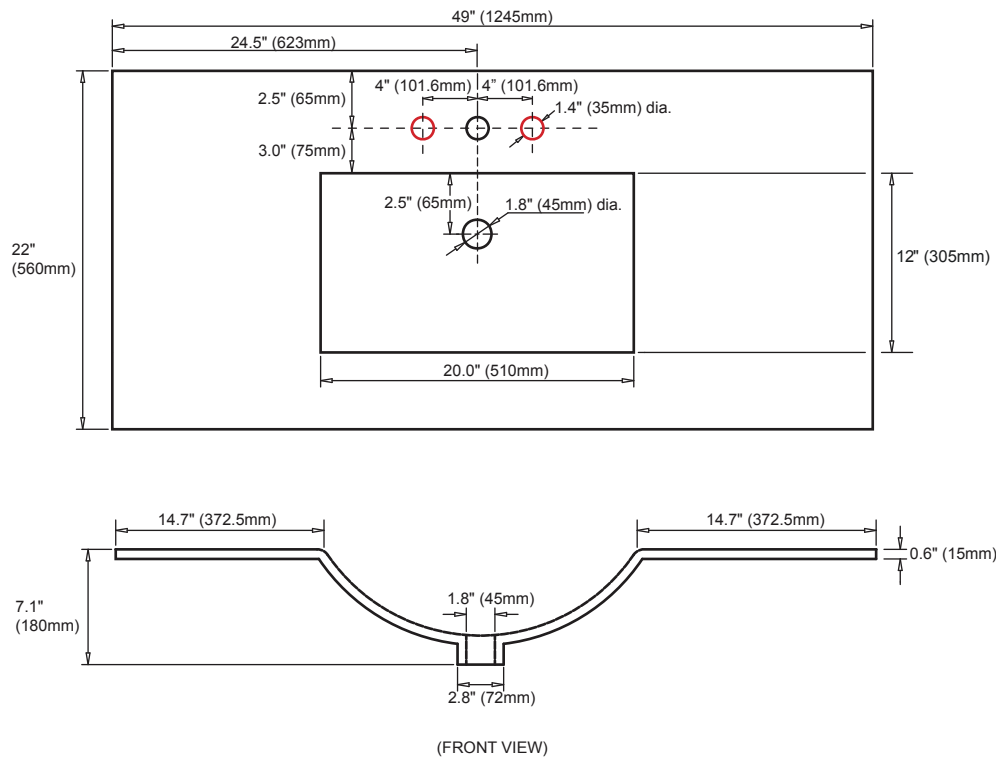 49" (1245mm)
24.5" (623mm)
2.5" (65mm)
4" (101.6mm)
4” (101.6mm)
1.4" (35mm) dia.
3.0" (75mm)
2.5" (65mm)
1.8" (45mm) dia.
22"
(560mm)
12" (305mm)
20.0" (510mm)
14.7" (372.5mm)
14.7" (372.5mm)
0.6" (15mm)
7.1"
(180mm)
1.8" (45mm)
2.8" (72mm)
(FRONT VIEW)